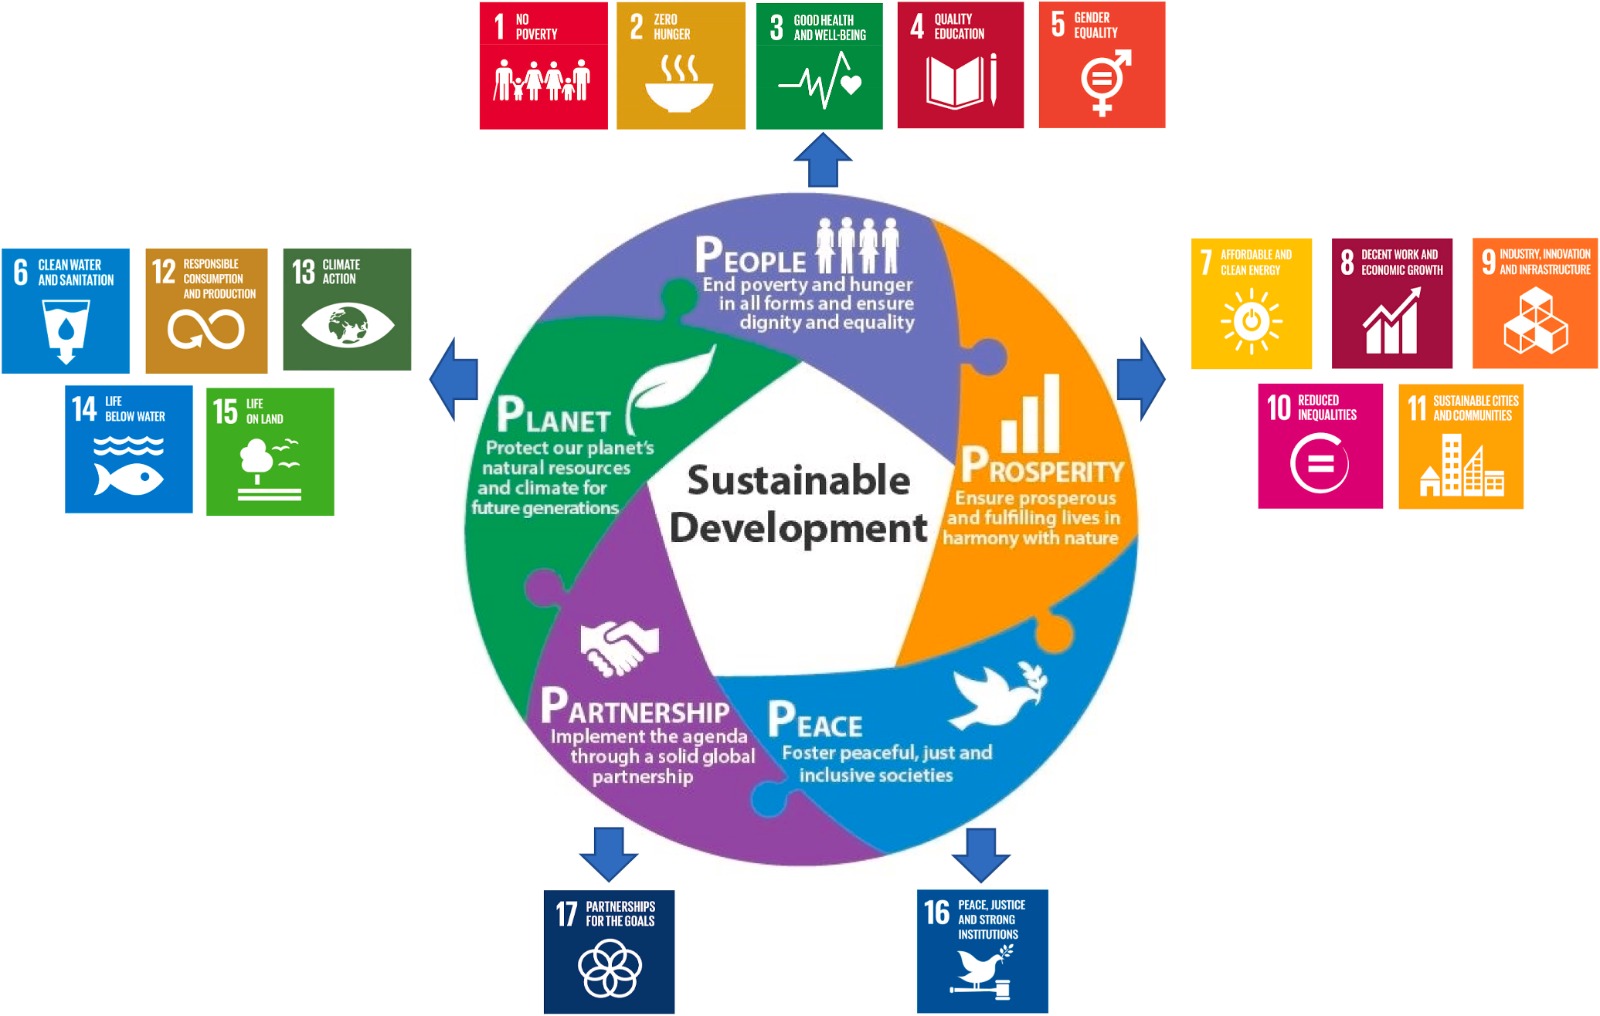 1 NO
POVERTY
2 ZERO
HUNGER
3 GOOD HEALTH
AND WELL-BEING
4 QUALITY
EDUCATION
5 GENDER
EQUALITY
6 CLEAN WATER
AND SANITATION
12 RESPONSIBLE
CONSUMPTION
AND PRODUCTION
13 CLIMATE
ACTION
14 LIFE
BELOW WATER
15 LIFE
ON LAND
PEOPLE
End poverty and hunger
in all forms and ensure
dignity and equality
7 AFFORDABLE AND
CLEAN ENERGY
8 DECENT WORK AND
ECONOMIC GROWTH
9 INDUSTRY, INNOVATION
AND INFRASTRUCTURE
10 REDUCED
INEQUALITIES
11 SUSTAINABLE CITIES
AND COMMUNITIES
PLANET
Protect our planet's
natural resources
and climate for
future generations
Sustainable
Development
PROSPERITY
Ensure prosperous
and fulfilling lives in
harmony with nature
PARTNERSHIP
Implement the agenda
through a solid global
partnership
PEACE
Foster peaceful, just and
inclusive societies
17 PARTNERSHIPS
FOR THE GOALS
16 PEACE, JUSTICE
AND STRONG
INSTITUTIONS